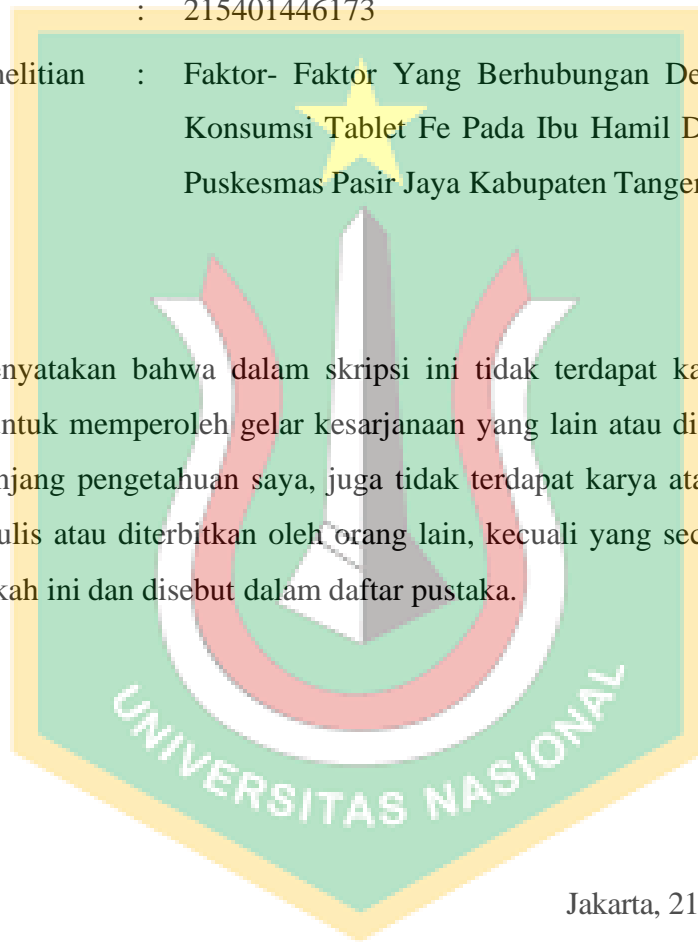 : 215401446173
nelitian : Faktor- Faktor Yang Berhubungan De
Konsumsi Tablet Fe Pada Ibu Hamil D
Puskesmas Pasir Jaya Kabupaten Tanger
enyatakan bahwa dalam skripsi ini tidak terdapat ka
untuk memperoleh gelar kesarjanaan yang lain atau di
njang pengetahuan saya, juga tidak terdapat karya ata
ulis atau diterbitkan oleh orang lain, kecuali yang sec
kah ini dan disebut dalam daftar pustaka.
UNIVERSITAS NASIONAL
Jakarta, 21